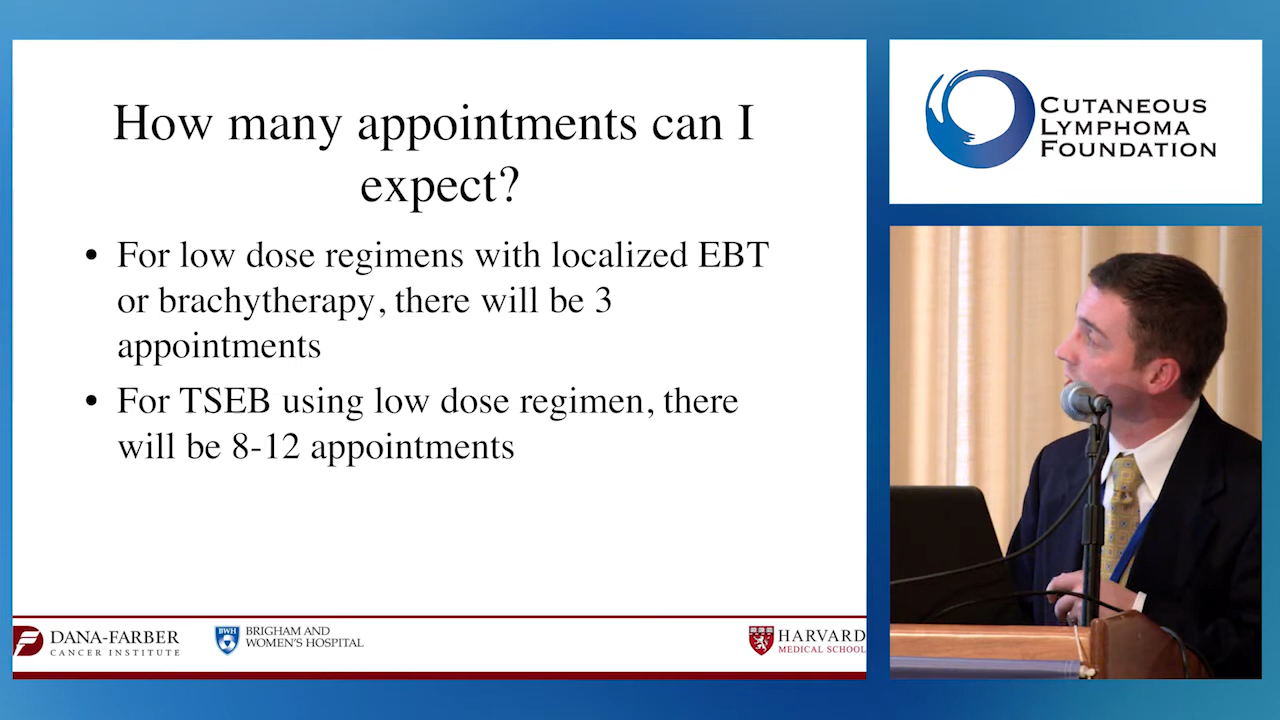 How many appointments can I
expect?
• For low dose regimens with localized EBT
or brachytherapy, there will be 3
appointments
• For TSEB using low dose regimen, there
will be 8-12 appointments
DANA-FARBER
CANCER INSTITUTE
BWH
BRIGHAM AND
WOMEN'S HOSPITAL
HARVARD
MEDICAL SCHOOL
CUTANEOUS
LYMPHOMA
FOUNDATION